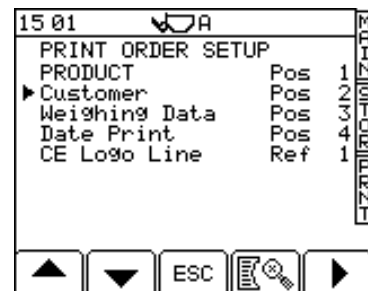 15 01 A
PRINT ORDER SETUP
PRODUCT Pos 1
Customer Pos 2
Weighing Data Pos 3
Date Print Pos 4
CE Logo Line Ref 1
ESC